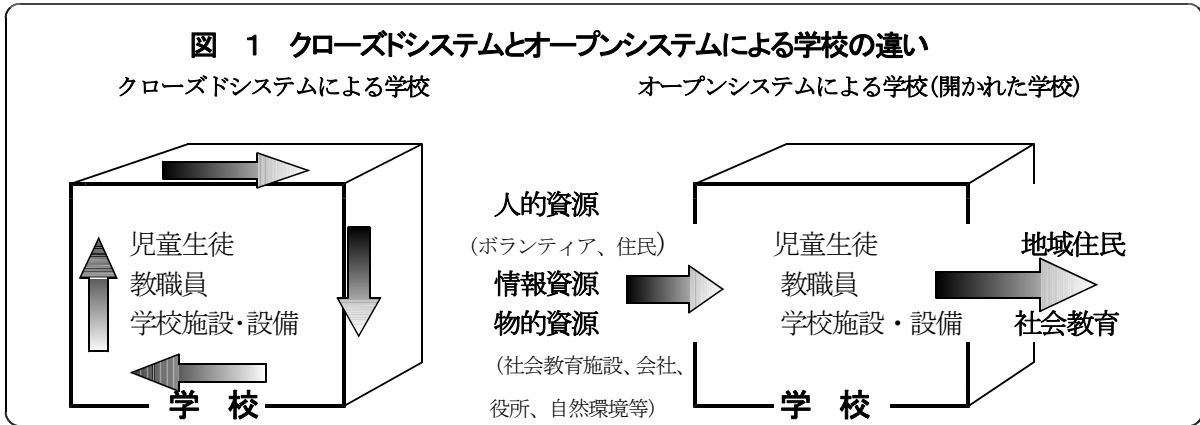 図 1 クローズドシステムとオープンシステムによる学校の違い
クローズドシステムによる学校
オープンシステムによる学校(開かれた学校)
児童生徒
教職員
学校施設・設備
学 校
人的資源
(ボランティア、住民)
情報資源
物的資源
(社会教育施設、会社、
役所、自然環境等)
児童生徒
教職員
学校施設・設備
学 校
地域住民
社会教育